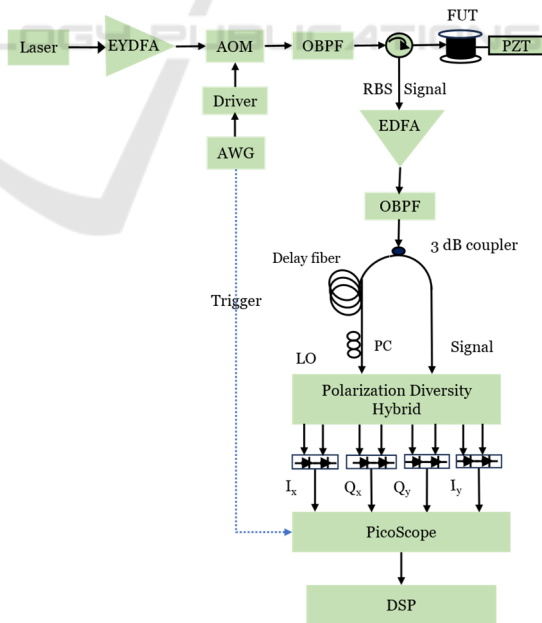 FUT
Laser
EYDFA
AOM
OBPF
PZT
Driver
RBS Signal
EDFA
AWG
OBPF
3 dB coupler
Delay fiber
Trigger
PC
Signal
LO
Polarization Diversity
Hybrid
Ix Qx Qy Iy
PicoScope
DSP